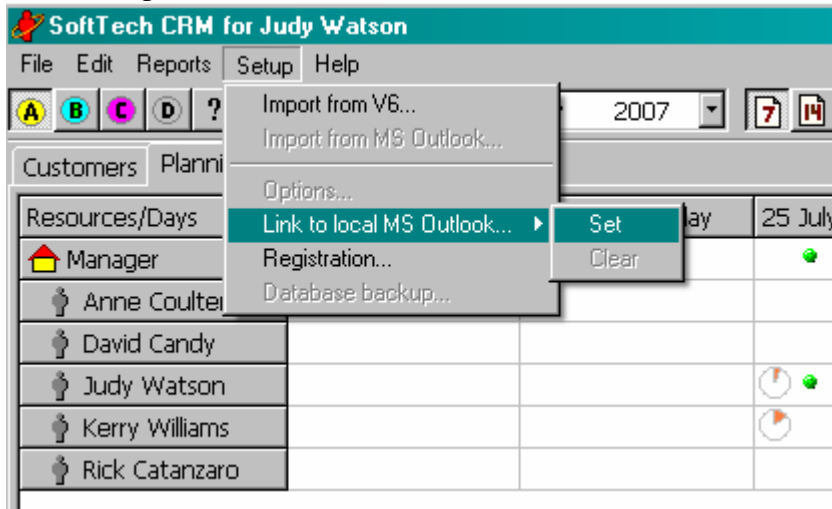 SoftTech CRM for Judy Watson
File Edit Reports Setup Help
A B C D ? 2007 7 14
Import from V6...
Import from MS Outlook...
Options...
Link to local MS Outlook...
Registration...
Database backup...
Set
Clear
Customers Planni
Resources/Days ay 25 July
Manager
Anne Coulter
David Candy
Judy Watson
Kerry Williams
Rick Catanzaro